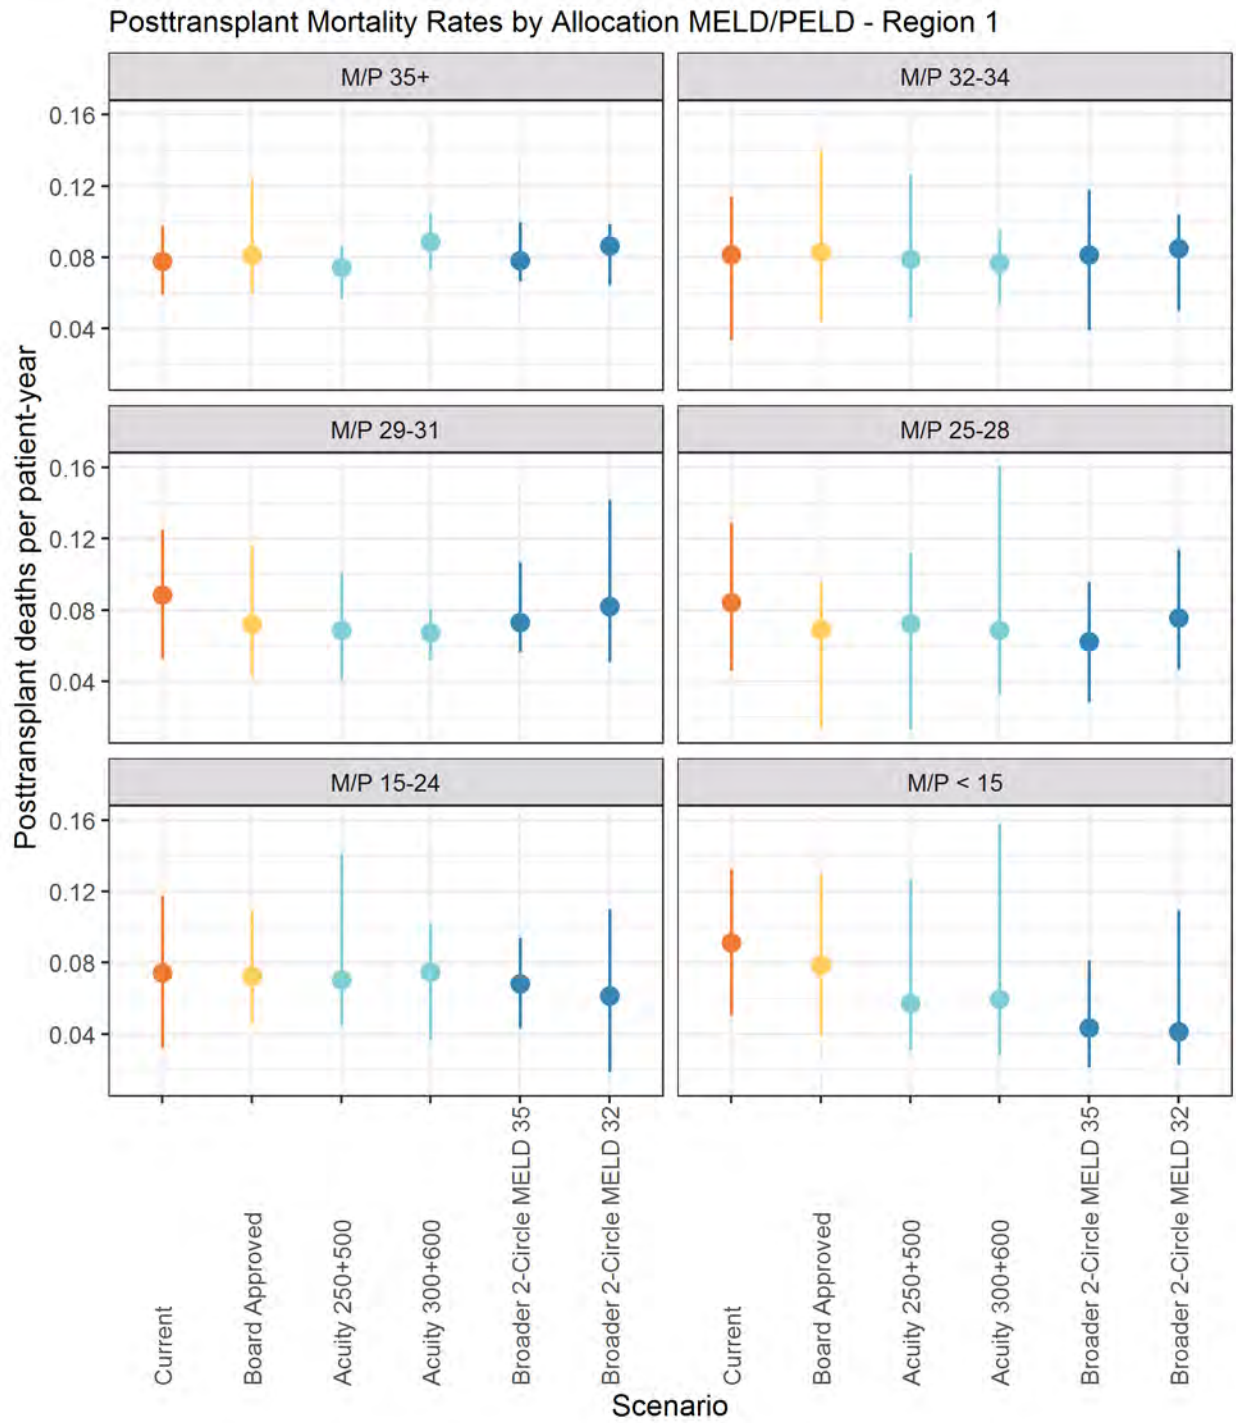 Posttransplant Mortality Rates by Allocation MELD/PELD - Region 1
Posttransplant deaths per patient-year
M/P 35+
M/P 32-34
0.16
0.12
0.08
0.04
M/P 29-31
M/P 25-28
0.16
0.12
0.08
0.04
M/P 15-24
M/P < 15
0.16
0.12
0.08
0.04
Current
Board Approved
Acuity 250+500
Acuity 300+600
Broader 2-Circle MELD 35
Broader 2-Circle MELD 32
Current
Board Approved
Acuity 250+500
Acuity 300+600
Broader 2-Circle MELD 35
Broader 2-Circle MELD 32
Scenario